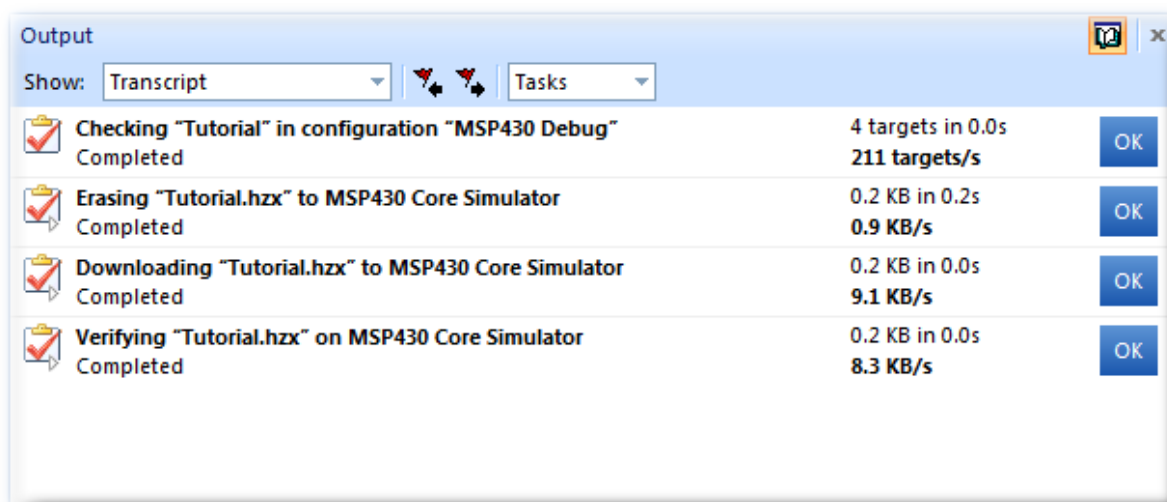 Output
Show: Transcript Tasks
Checking “Tutorial” in configuration “MSP430 Debug” 4 targets in 0.0s
Completed 211 targets/s OK
Erasing “Tutorial.hzx” to MSP430 Core Simulator 0.2 KB in 0.2s
Completed 0.9 KB/s OK
Downloading “Tutorial.hzx” to MSP430 Core Simulator 0.2 KB in 0.0s
Completed 9.1 KB/s OK
Verifying “Tutorial.hzx” on MSP430 Core Simulator 0.2 KB in 0.0s
Completed 8.3 KB/s OK